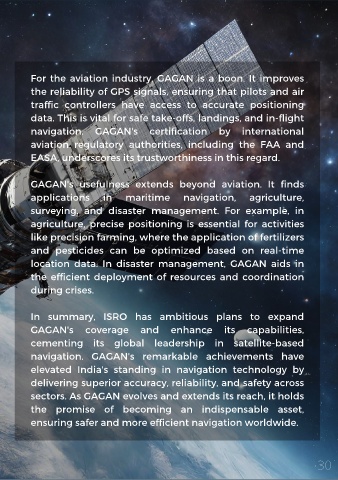 For the aviation industry, GAGAN is a boon. It improves
the reliability of GPS signals, ensuring that pilots and air
traffic controllers have access to accurate positioning
data. This is vital for safe take-offs, landings, and in-flight
navigation. GAGAN's certification by international
aviation regulatory authorities, including the FAA and
EASA, underscores its trustworthiness in this regard.
GAGAN's usefulness extends beyond aviation. It finds
applications in maritime navigation, agriculture,
surveying, and disaster management. For example, in
agriculture, precise positioning is essential for activities
like precision farming, where the application of fertilizers
and pesticides can be optimized based on real-time
location data. In disaster management, GAGAN aids in
the efficient deployment of resources and coordination
during crises.
In summary, ISRO has ambitious plans to expand
GAGAN's coverage and enhance its capabilities,
cementing its global leadership in satellite-based
navigation. GAGAN's remarkable achievements have
elevated India's standing in navigation technology by
delivering superior accuracy, reliability, and safety across
sectors. As GAGAN evolves and extends its reach, it holds
the promise of becoming an indispensable asset,
ensuring safer and more efficient navigation worldwide.
30